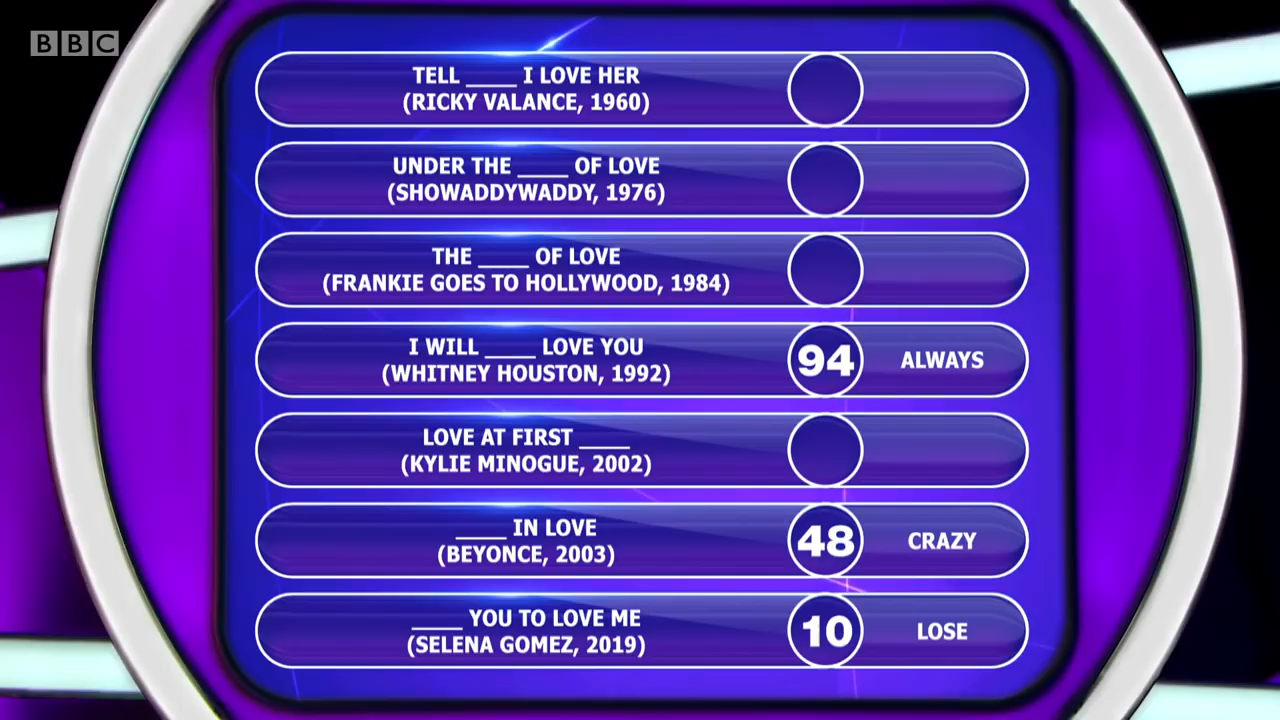 BBC
TELL ____ I LOVE HER
(RICKY VALANCE, 1960)
UNDER THE ____ OF LOVE
(SHOWADDYWADDY, 1976)
THE ____ OF LOVE
(FRANKIE GOES TO HOLLYWOOD, 1984)
I WILL ____ LOVE YOU
(WHITNEY HOUSTON, 1992)
94 ALWAYS
LOVE AT FIRST ____
(KYLIE MINOGUE, 2002)
____ IN LOVE
(BEYONCE, 2003)
48 CRAZY
____ YOU TO LOVE ME
(SELENA GOMEZ, 2019)
10 LOSE